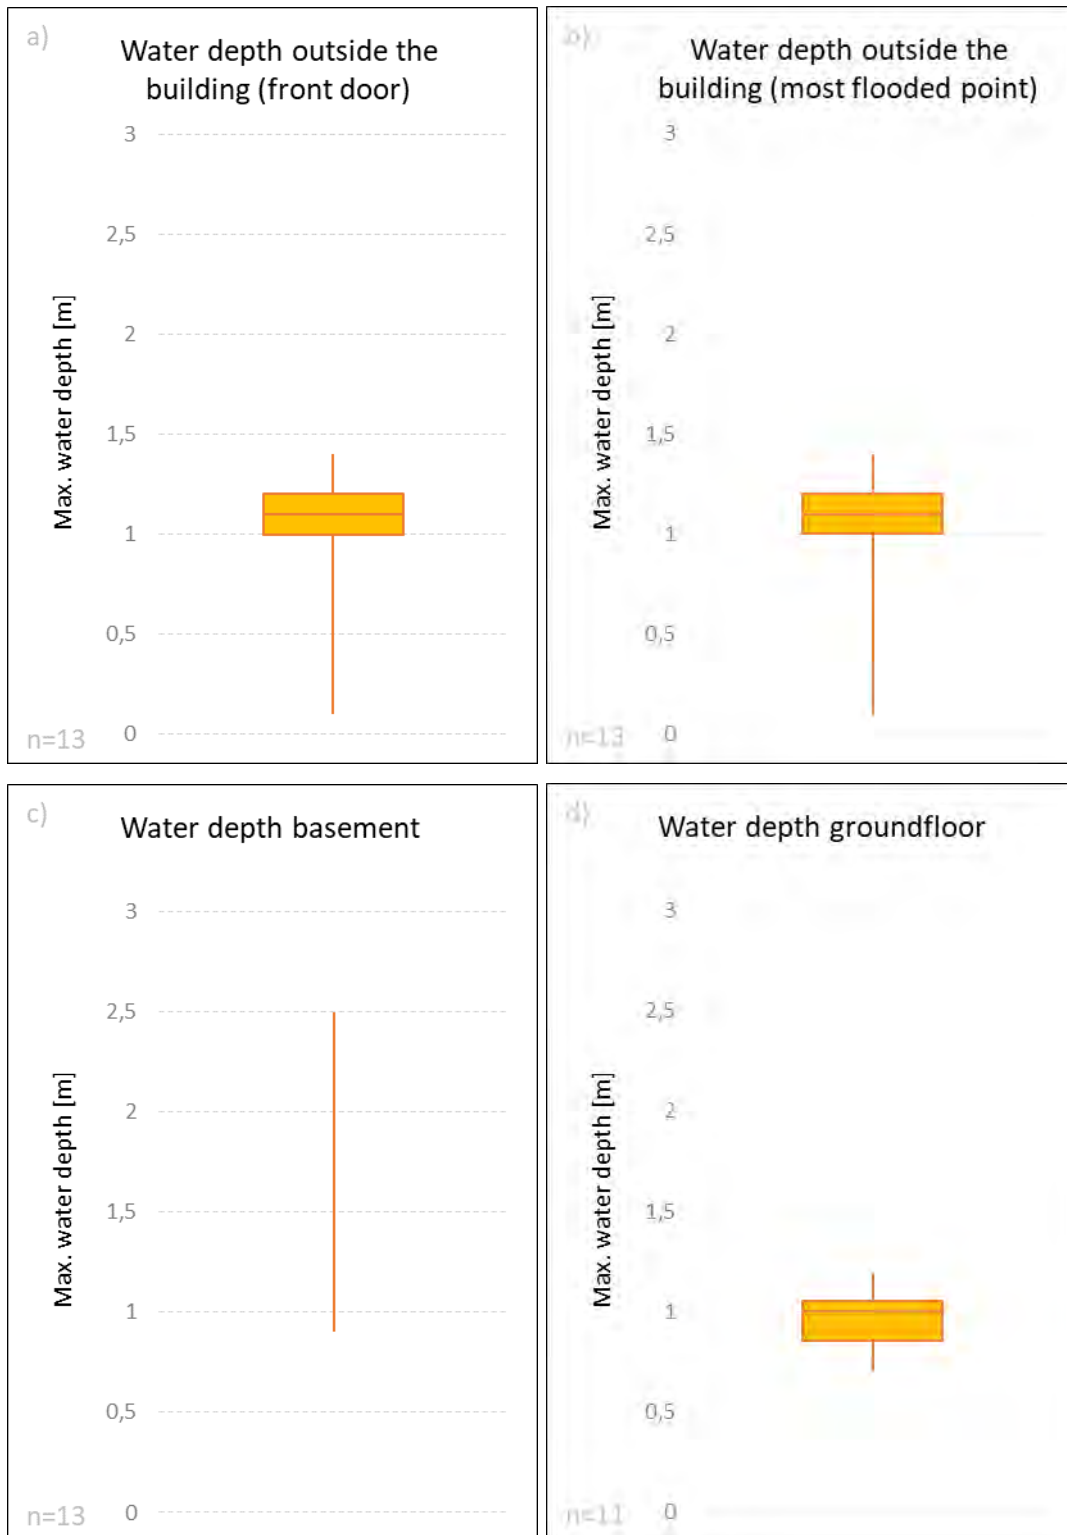 a)
Water depth outside the
building (front door)
3
2,5
2
1,5
1
0,5
0
Max. water depth [m]
n=13
b)
Water depth outside the
building (most flooded point)
3
2,5
2
1,5
1
0,5
0
Max. water depth [m]
n=13
c)
Water depth basement
3
2,5
2
1,5
1
0,5
0
Max. water depth [m]
n=13
d)
Water depth groundfloor
3
2,5
2
1,5
1
0,5
0
Max. water depth [m]
n=11